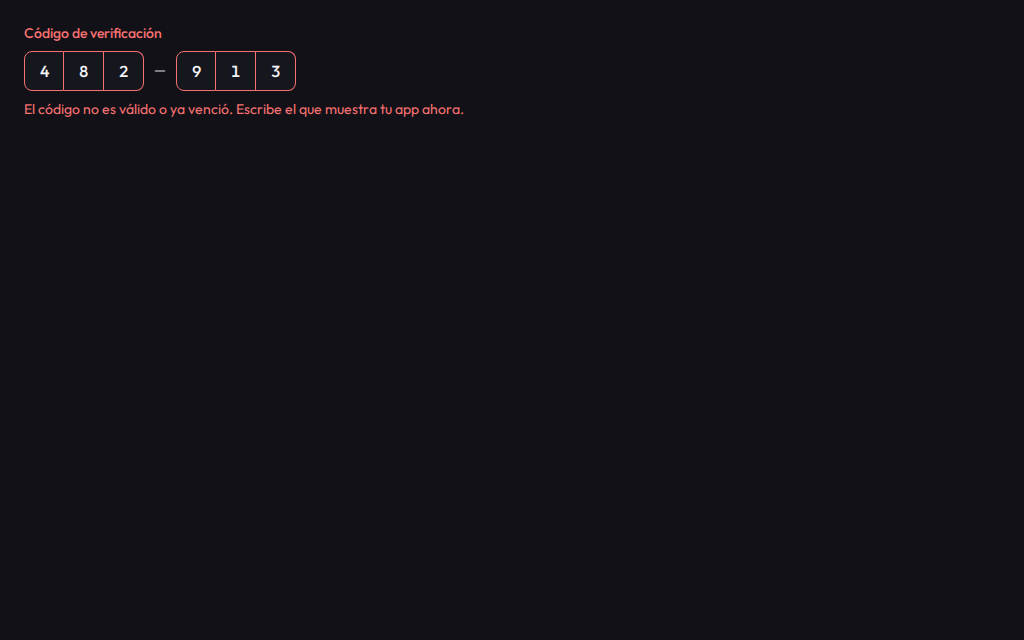 Código de verificación
4 8 2 – 9 1 3
El código no es válido o ya venció. Escribe el que muestra tu app ahora.